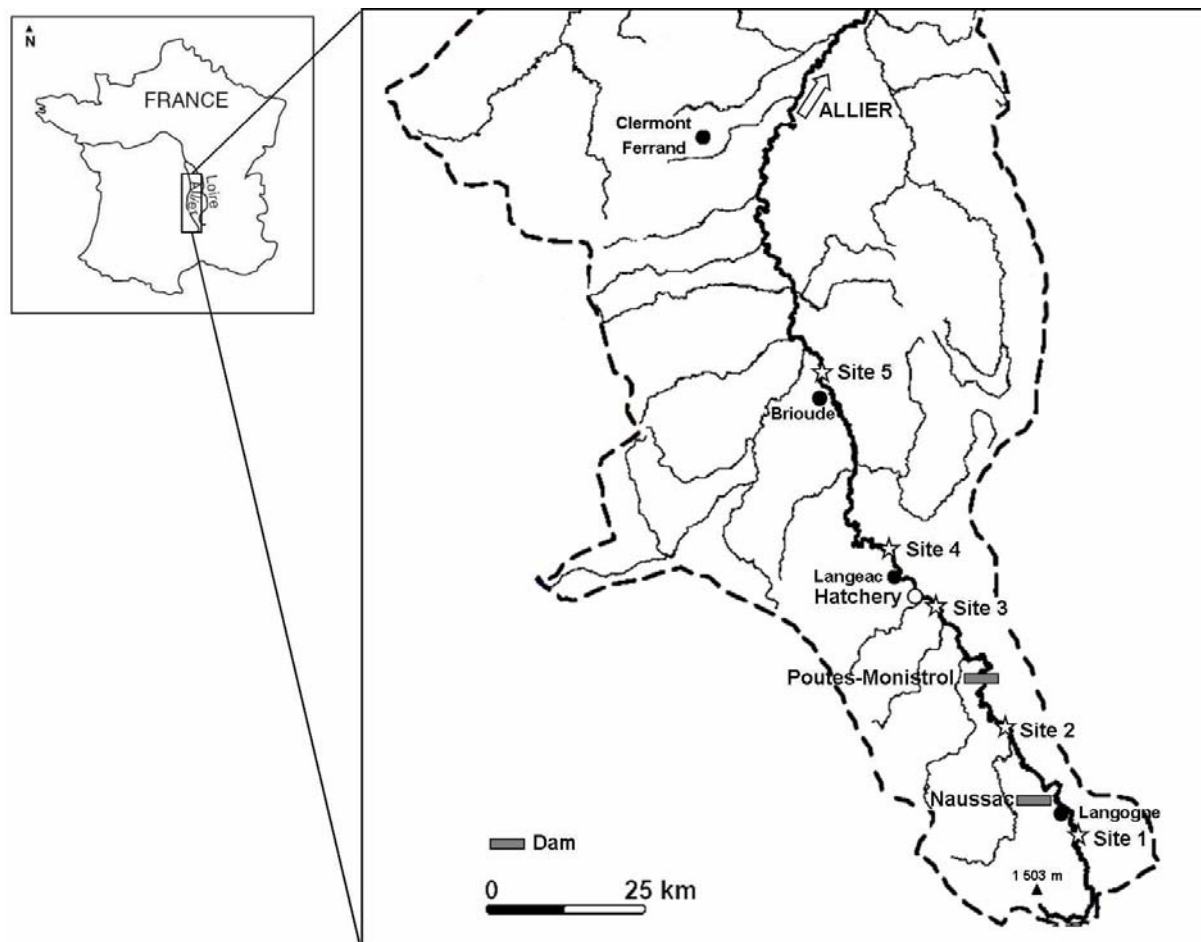 N
FRANCE
Loire
Allier
ALLIER
Clermont
Ferrand
Site 5
Brioude
Site 4
Langeac
Hatchery
Site 3
Poutes-Monistrol
Site 2
Naussac
Langogne
Site 1
Dam
1 503 m
0 25 km